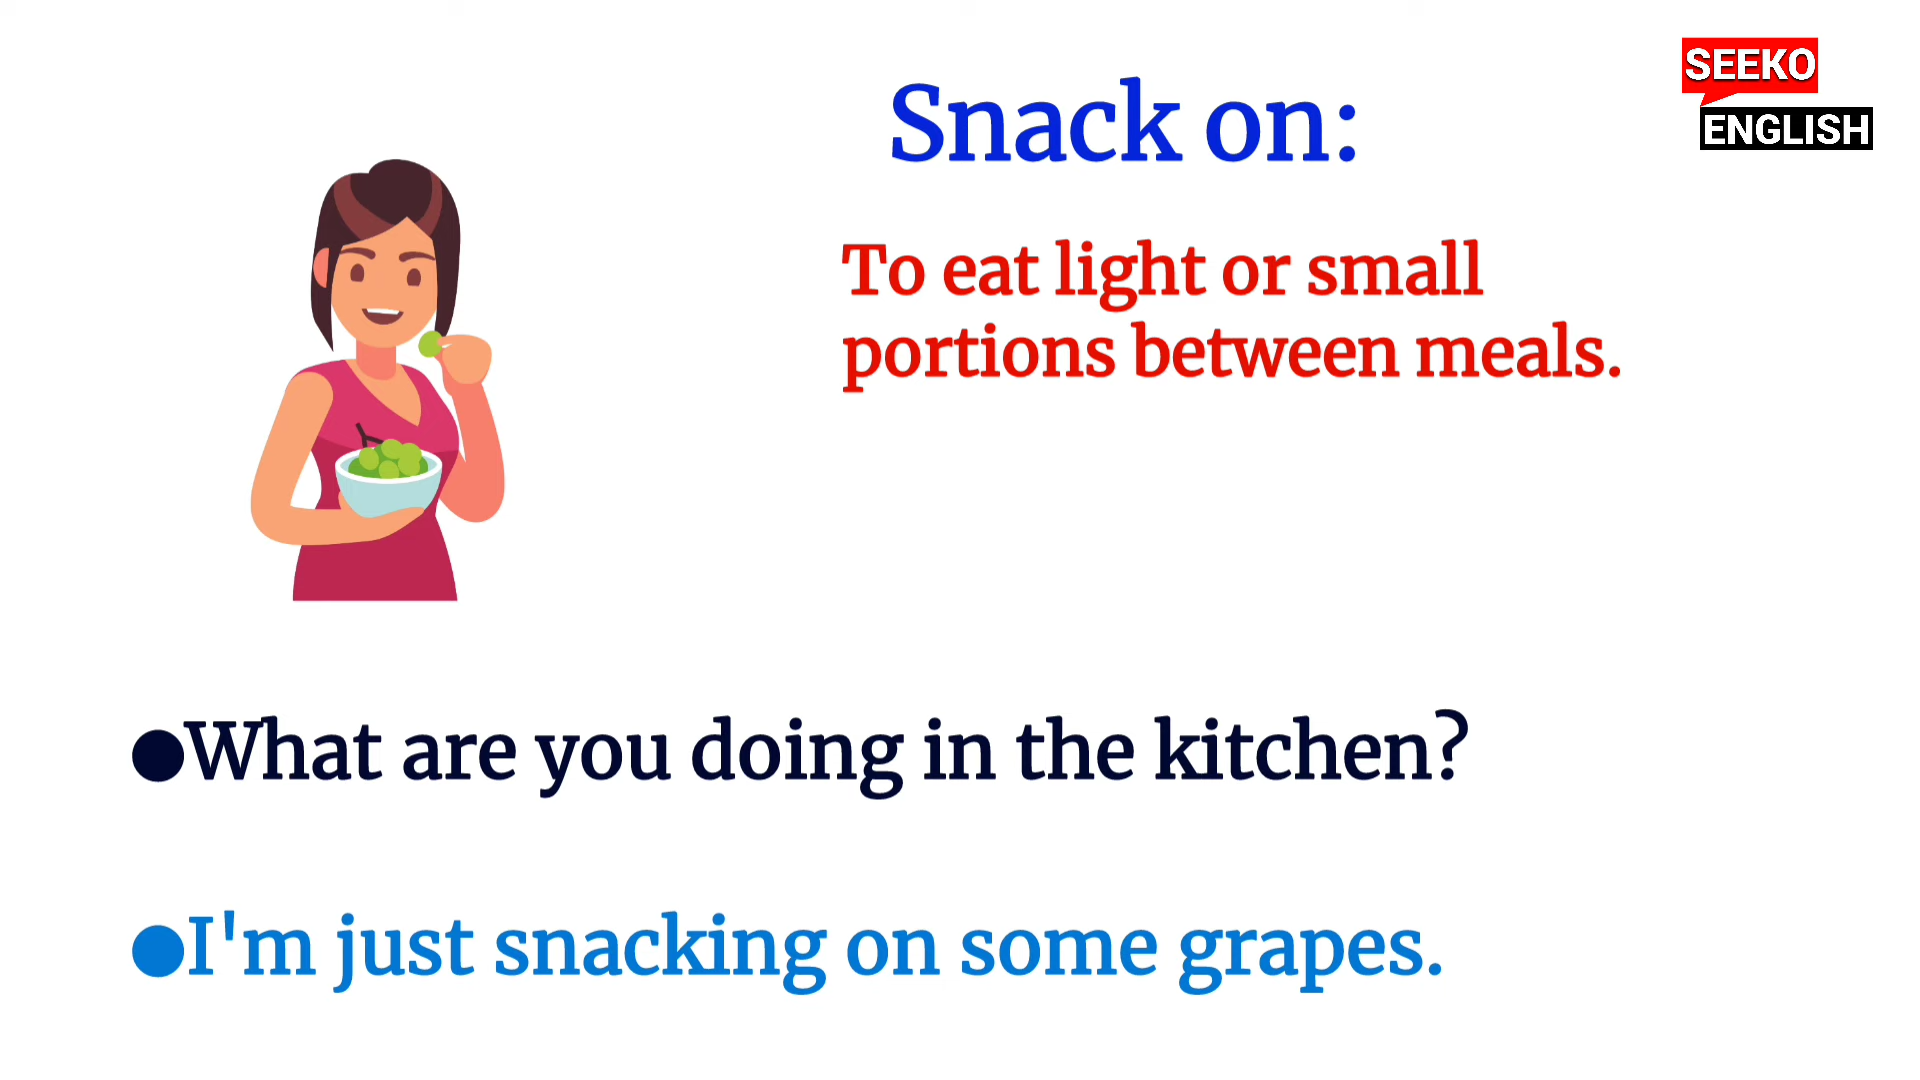 SEEKO
ENGLISH
Snack on:
To eat light or small
portions between meals.
●What are you doing in the kitchen?
●I'm just snacking on some grapes.